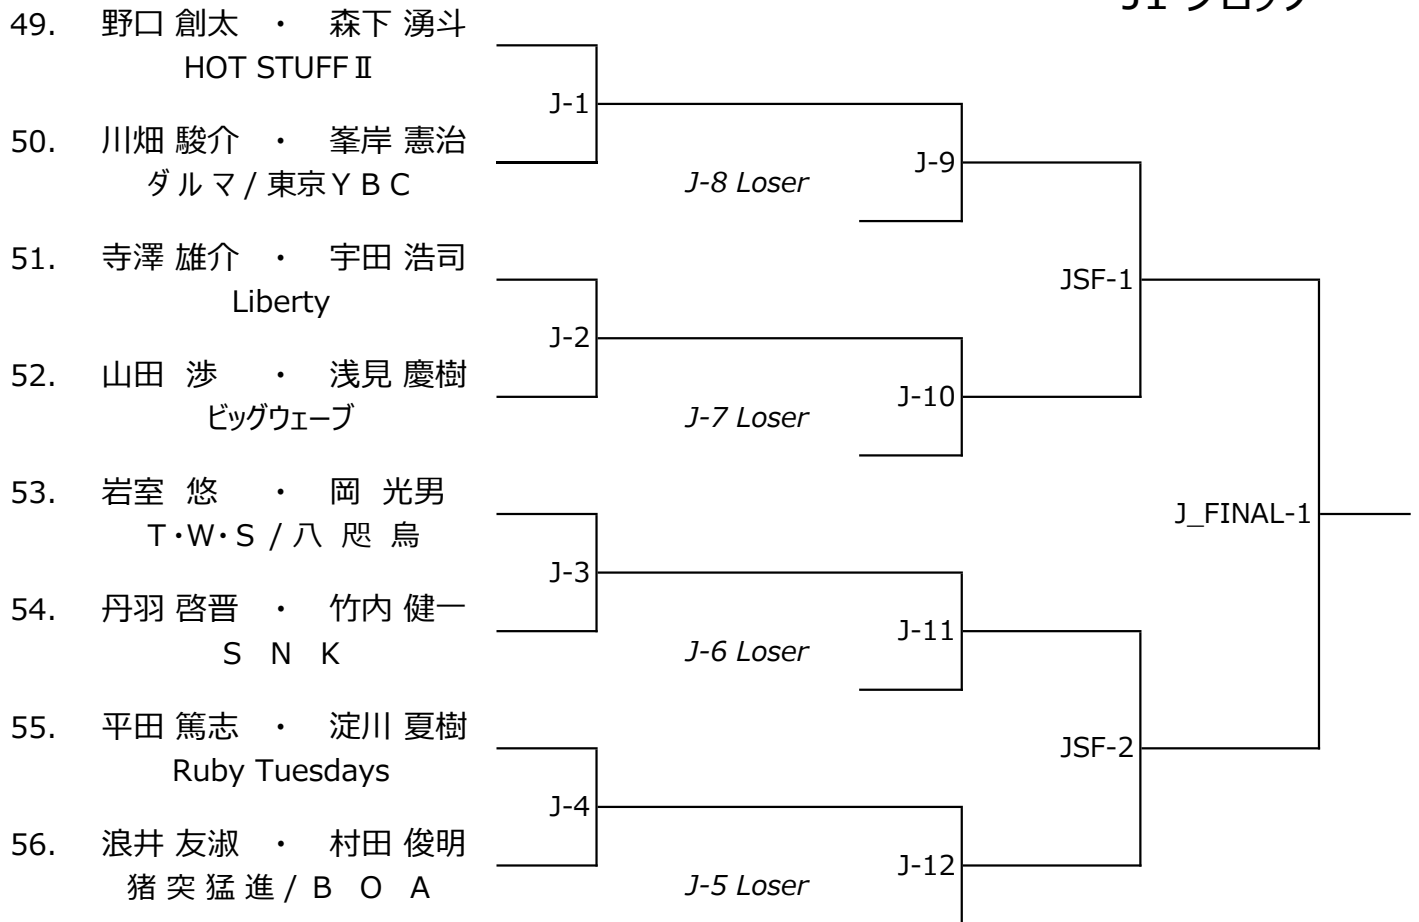 J1 ブロック
49. 野口 創太 ・ 森下 湧斗
HOT STUFFⅡ
J-1
50. 川畑 駿介 ・ 峯岸 憲治
ダ ル マ / 東京 Y B C
J-8 Loser
J-9
51. 寺澤 雄介 ・ 宇田 浩司
Liberty
JSF-1
J-2
52. 山田 渉 ・ 浅見 慶樹
ビッグウェーブ
J-7 Loser
J-10
53. 岩室 悠 ・ 岡 光男
T・W・S / 八 咫 烏
J_FINAL-1
J-3
54. 丹羽 啓晋 ・ 竹内 健一
S N K
J-6 Loser
J-11
55. 平田 篤志 ・ 淀川 夏樹
Ruby Tuesdays
JSF-2
J-4
56. 浪井 友淑 ・ 村田 俊明
猪 突 猛 進 / B O A
J-5 Loser
J-12